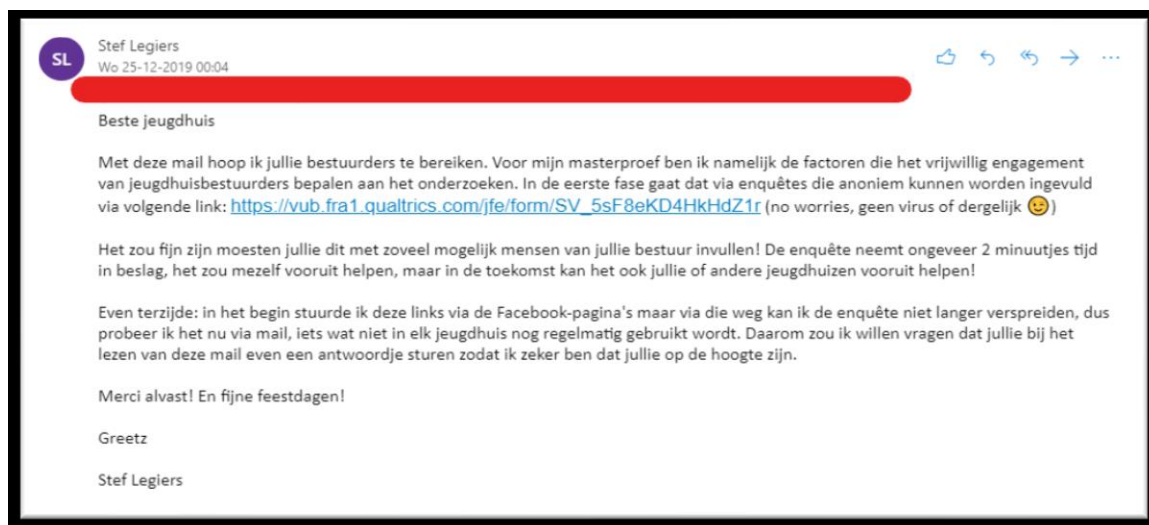 SL
Stef Legiers
Wo 25-12-2019 00:04
Beste jeugdhuis
Met deze mail hoop ik jullie bestuurders te bereiken. Voor mijn masterproef ben ik namelijk de factoren die het vrijwillig engagement
van jeugdhuisbestuurders bepalen aan het onderzoeken. In de eerste fase gaat dat via enquêtes die anoniem kunnen worden ingevuld
via volgende link: https://vub.fra1.qualtrics.com/jfe/form/SV_5sF8eKD4HkHdZ1r (no worries, geen virus of dergelijk 😉)
Het zou fijn zijn moesten jullie dit met zoveel mogelijk mensen van jullie bestuur invullen! De enquête neemt ongeveer 2 minuutjes tijd
in beslag, het zou mezelf vooruit helpen, maar in de toekomst kan het ook jullie of andere jeugdhuizen vooruit helpen!
Even terzijde: in het begin stuurde ik deze links via de Facebook-pagina's maar via die weg kan ik de enquête niet langer verspreiden, dus
probeer ik het nu via mail, iets wat niet in elk jeugdhuis nog regelmatig gebruikt wordt. Daarom zou ik willen vragen dat jullie bij het
lezen van deze mail even een antwoordje sturen zodat ik zeker ben dat jullie op de hoogte zijn.
Merci alvast! En fijne feestdagen!
Greetz
Stef Legiers